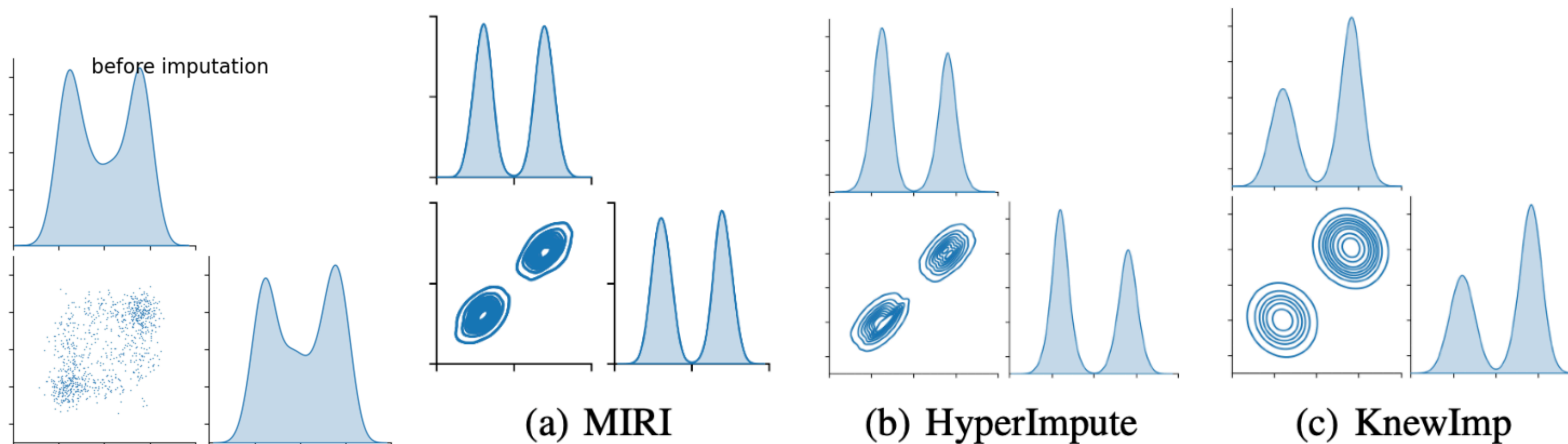 before imputation
(a) MIRI
(b) HyperImpute
(c) KnewImp